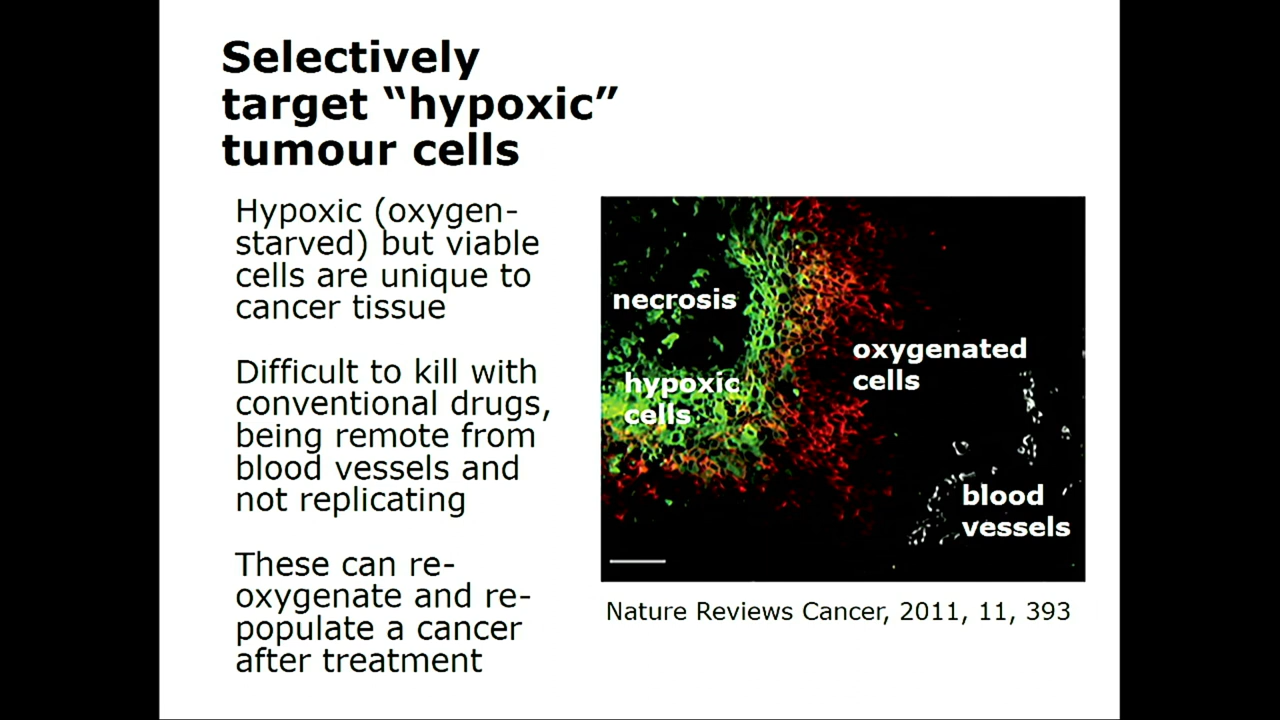 Selectively
target “hypoxic”
tumour cells
Hypoxic (oxygen-
starved) but viable
cells are unique to
cancer tissue
Difficult to kill with
conventional drugs,
being remote from
blood vessels and
not replicating
These can re-
oxygenate and re-
populate a cancer
after treatment
necrosis
hypoxic
cells
oxygenated
cells
blood
vessels
Nature Reviews Cancer, 2011, 11, 393